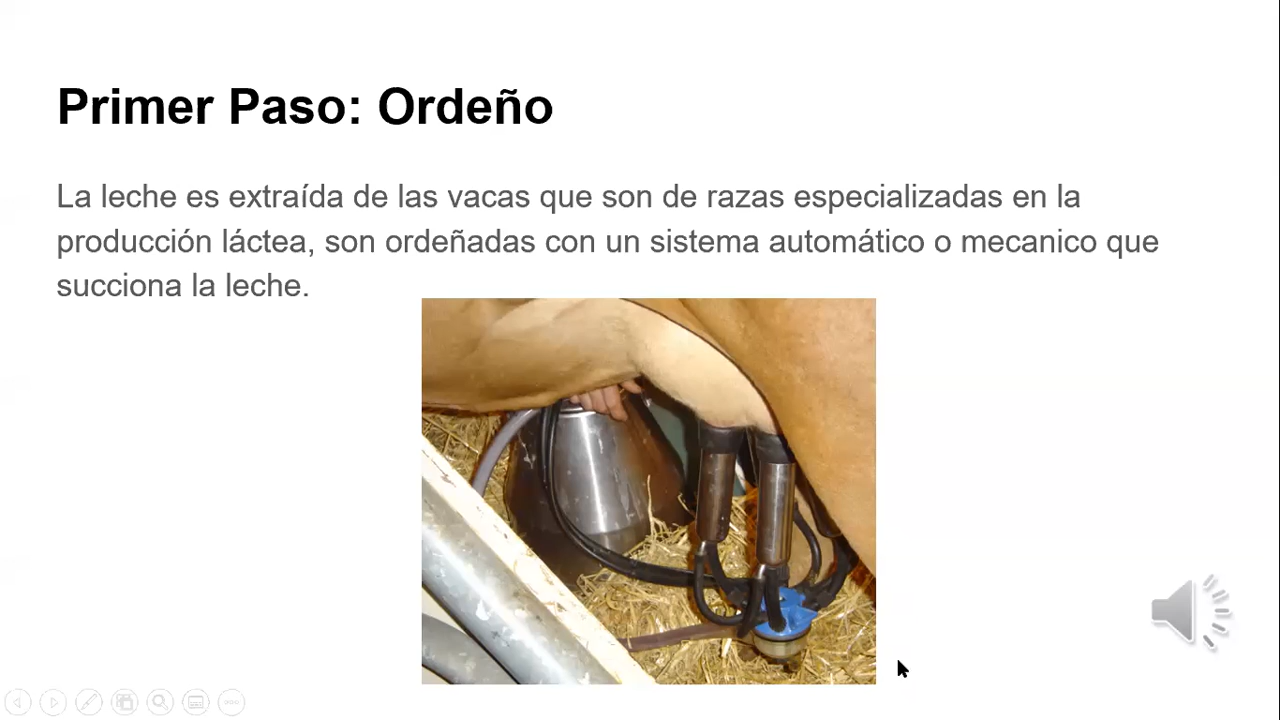 Primer Paso: Ordeño
La leche es extraída de las vacas que son de razas especializadas en la
producción láctea, son ordeñadas con un sistema automático o mecanico que
succiona la leche.